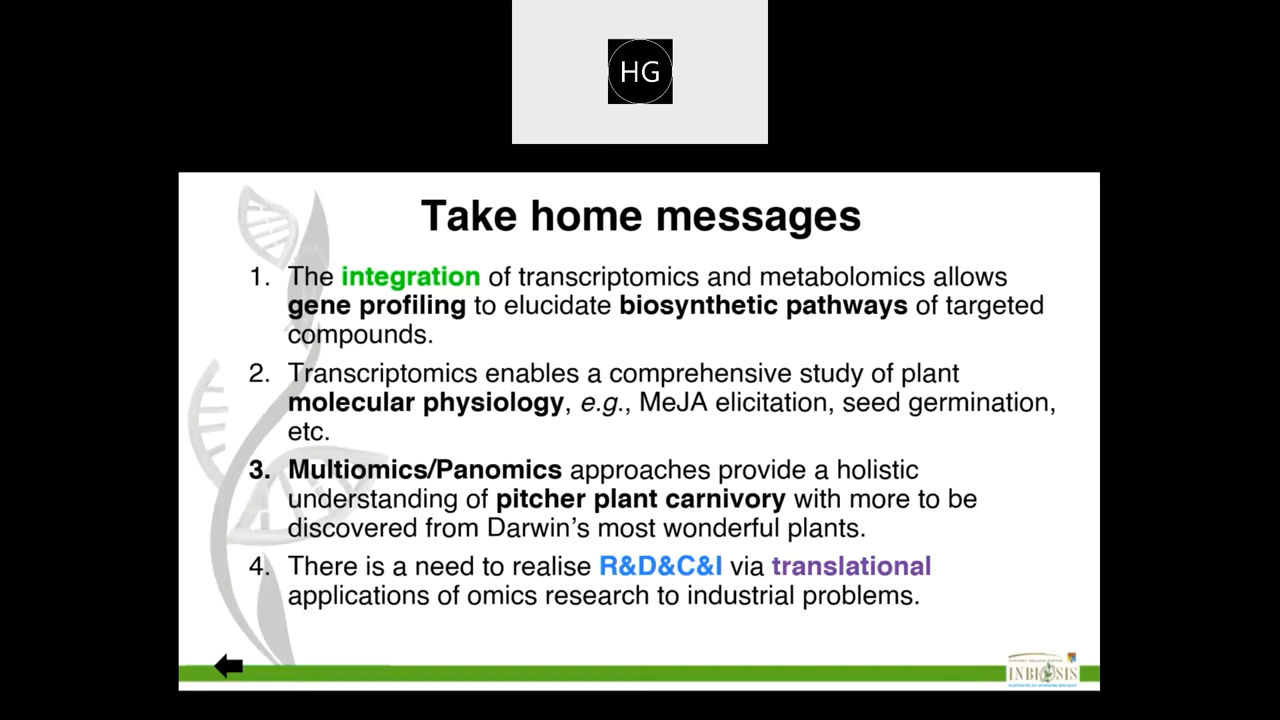 HG
Take home messages
1. The integration of transcriptomics and metabolomics allows
gene profiling to elucidate biosynthetic pathways of targeted
compounds.
2. Transcriptomics enables a comprehensive study of plant
molecular physiology, e.g., MeJA elicitation, seed germination,
etc.
3. Multiomics/Panomics approaches provide a holistic
understanding of pitcher plant carnivory with more to be
discovered from Darwin's most wonderful plants.
4. There is a need to realise R&D&C&I via translational
applications of omics research to industrial problems.
INBIOSIS